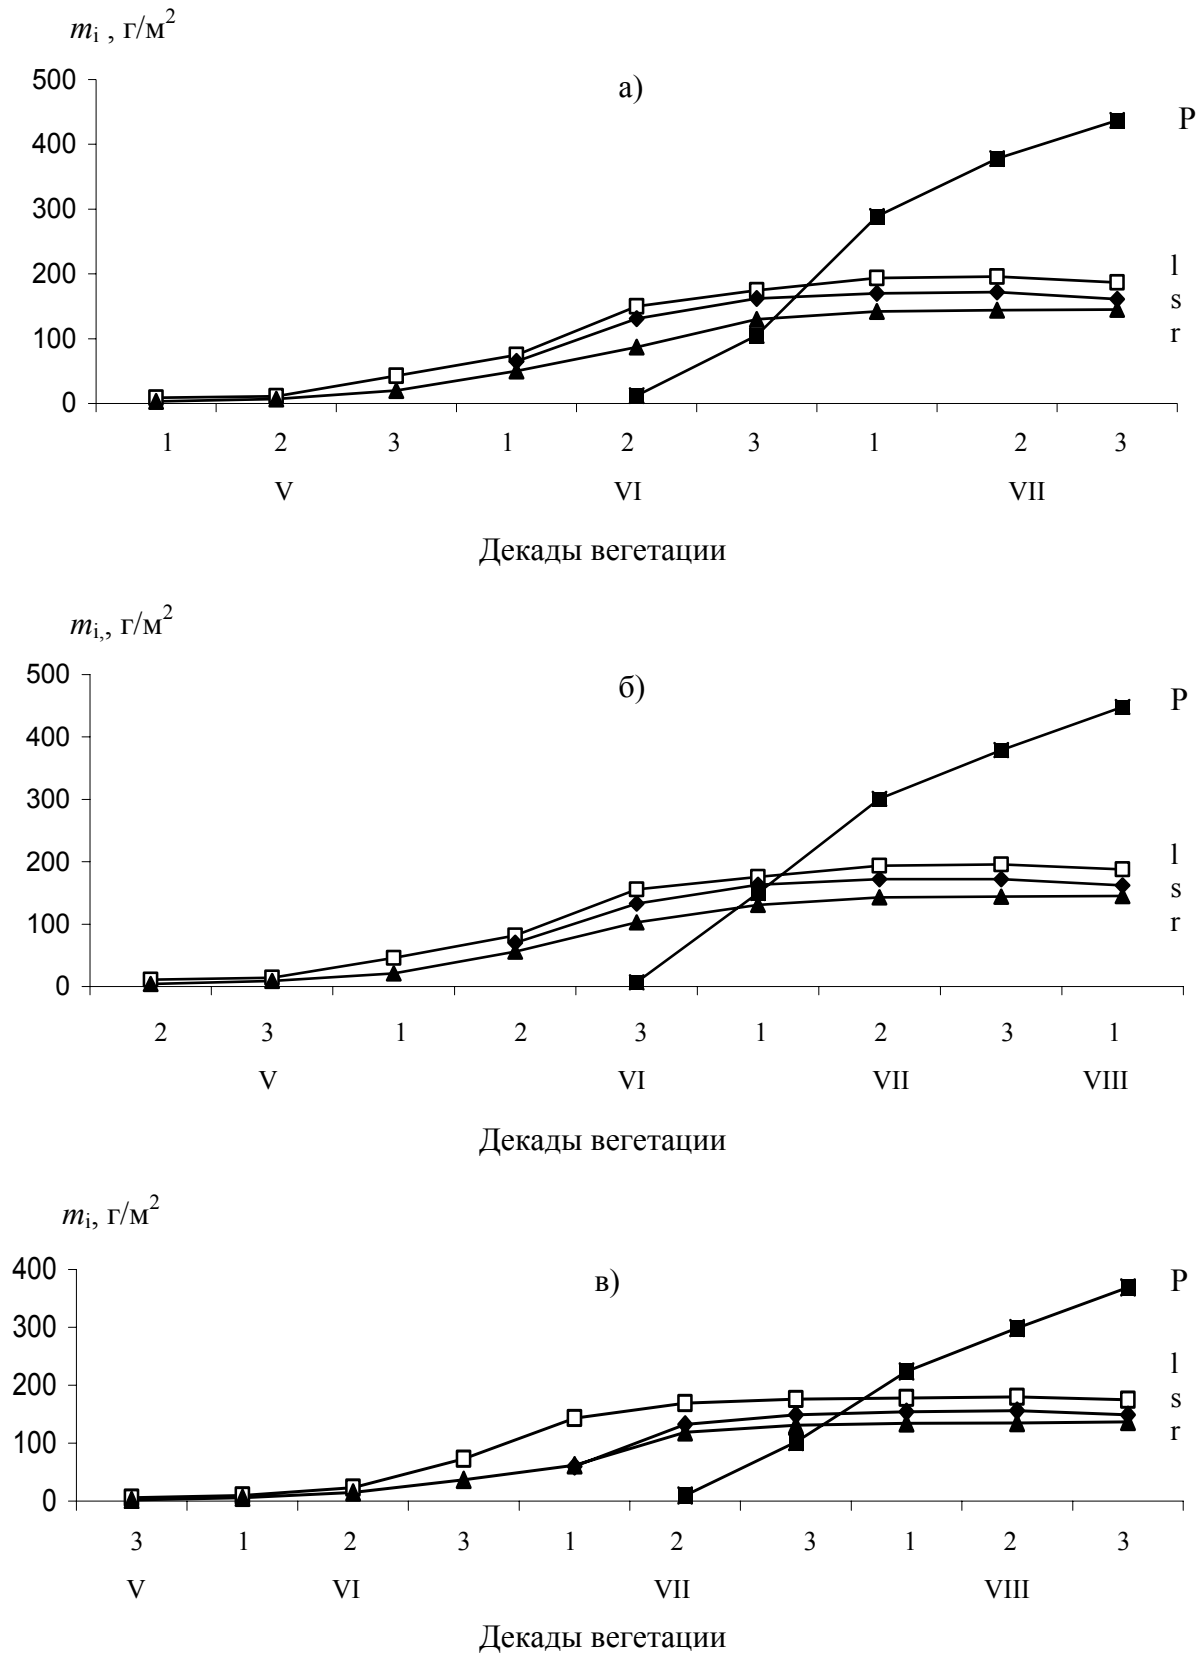 mi , г/м2
а)
500
400
300
200
100
0
P
l
s
r
1 2 3 1 2 3 1 2 3
V VI VII
Декады вегетации
mi,, г/м2
б)
500
400
300
200
100
0
P
l
s
r
2 3 1 2 3 1 2 3 1
V VI VII VIII
Декады вегетации
mi, г/м2
в)
400
300
200
100
0
P
l
s
r
3 1 2 3 1 2 3 1 2 3
V VI VII VIII
Декады вегетации